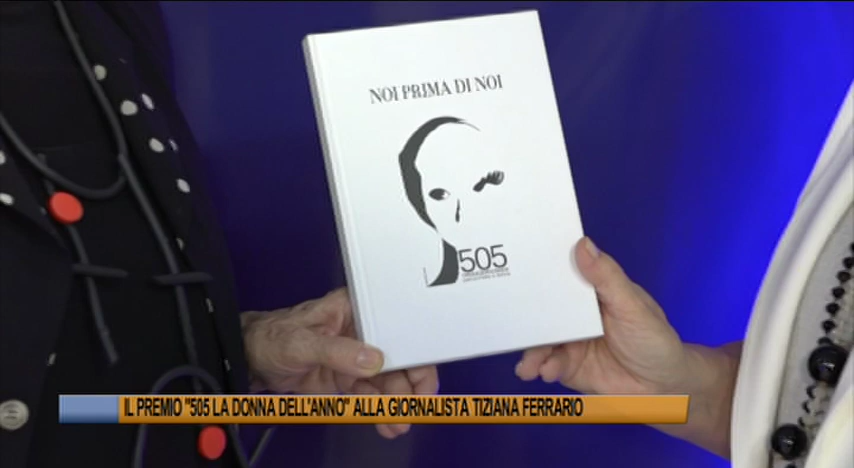 NOI PRIMA DI NOI
505
IL PREMIO "505 LA DONNA DELL'ANNO" ALLA GIORNALISTA TIZIANA FERRARIO